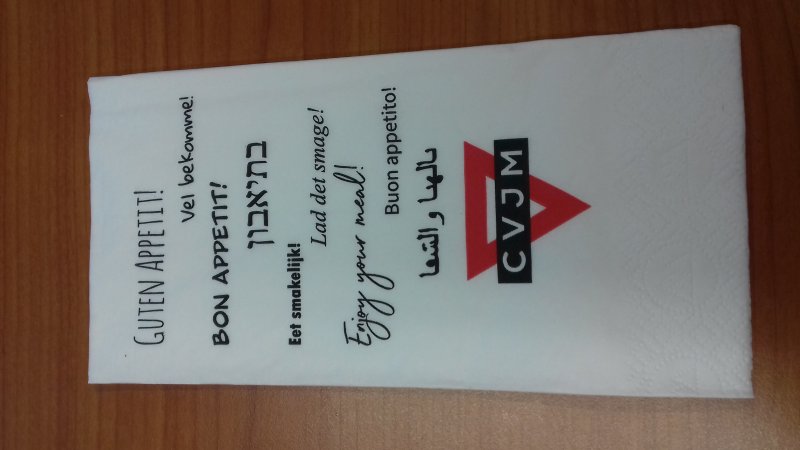 GUTEN APPETIT!
Vel bekomme!
BON APPETIT!
בתיאבון
Eet smakelijk!
Lad det smage!
Enjoy your meal!
Buon appetito!
بالهنا والشفا
CVJM